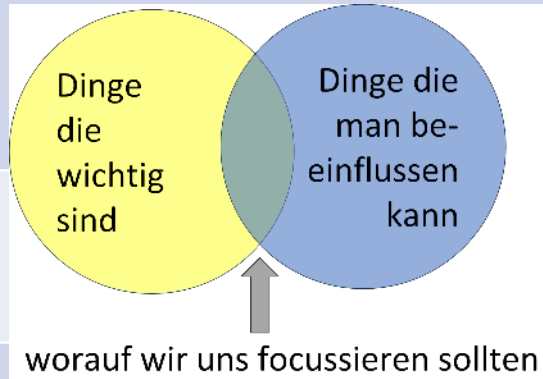 Dinge
die
wichtig
sind
Dinge die
man be-
einflussen
kann
worauf wir uns focussieren sollten